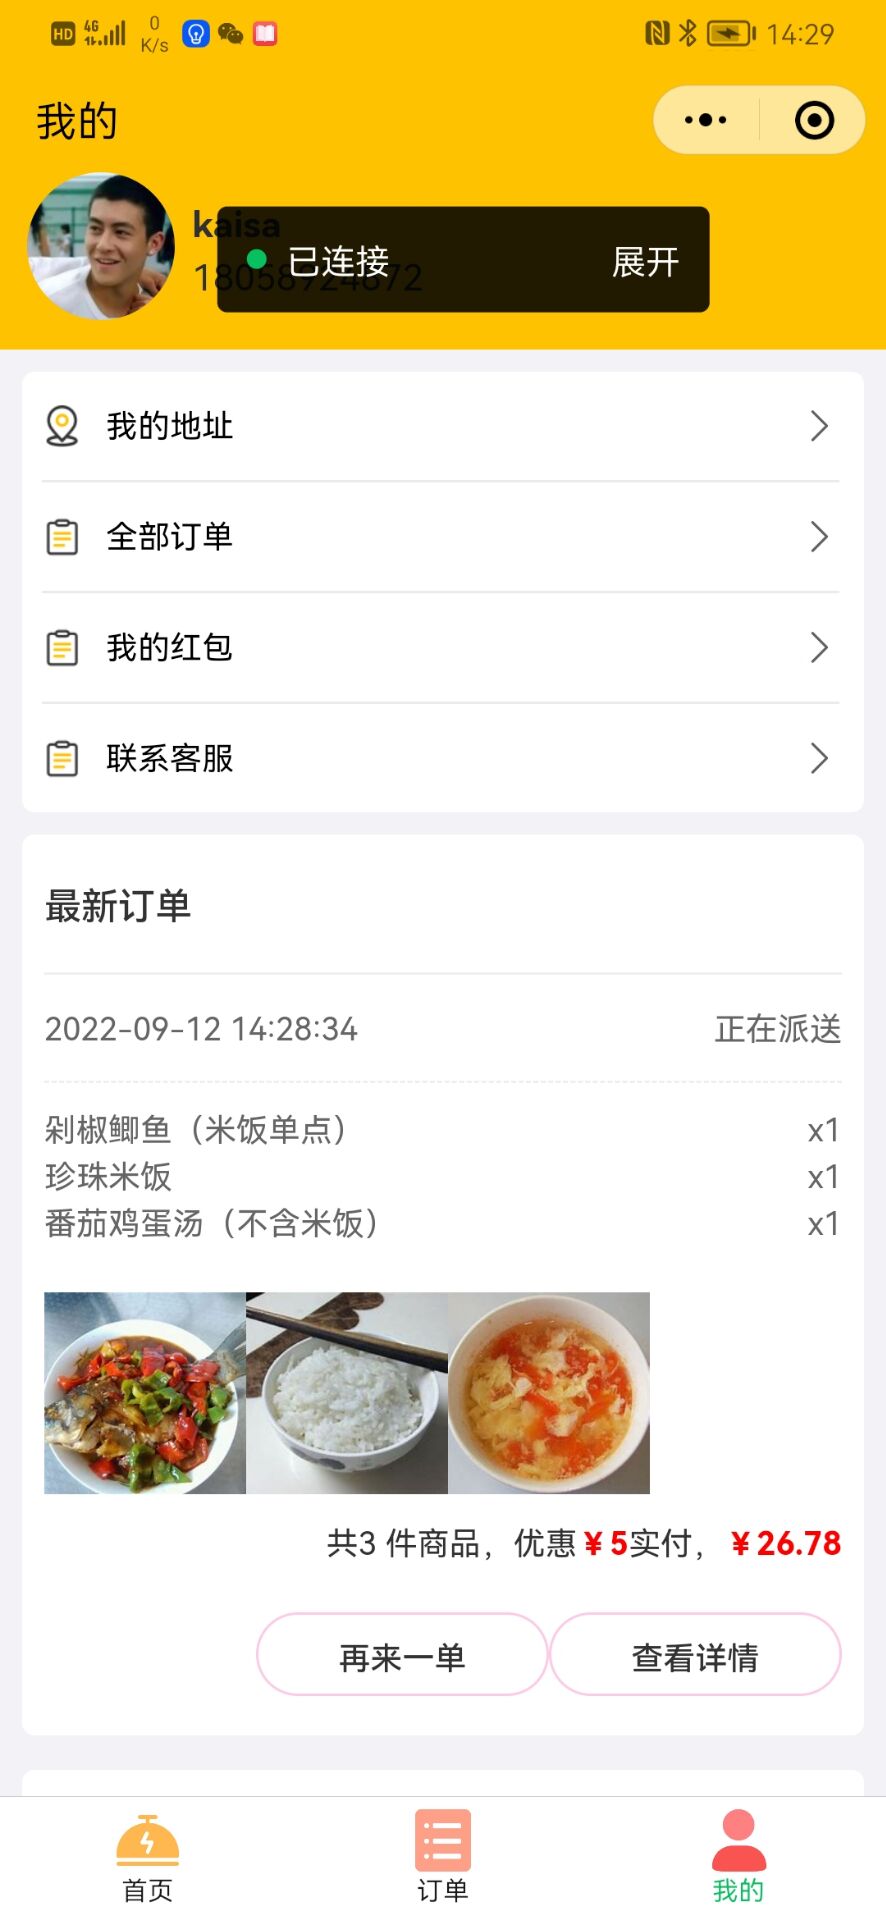 HD 4G 0 K/s 14:29
我的
kaisa
已连接 展开
我的地址
全部订单
我的红包
联系客服
最新订单
2022-09-12 14:28:34 正在派送
剁椒鲫鱼（米饭单点） x1
珍珠米饭 x1
番茄鸡蛋汤（不含米饭） x1
共3 件商品，优惠¥5实付，¥26.78
再来一单 查看详情
首页 订单 我的